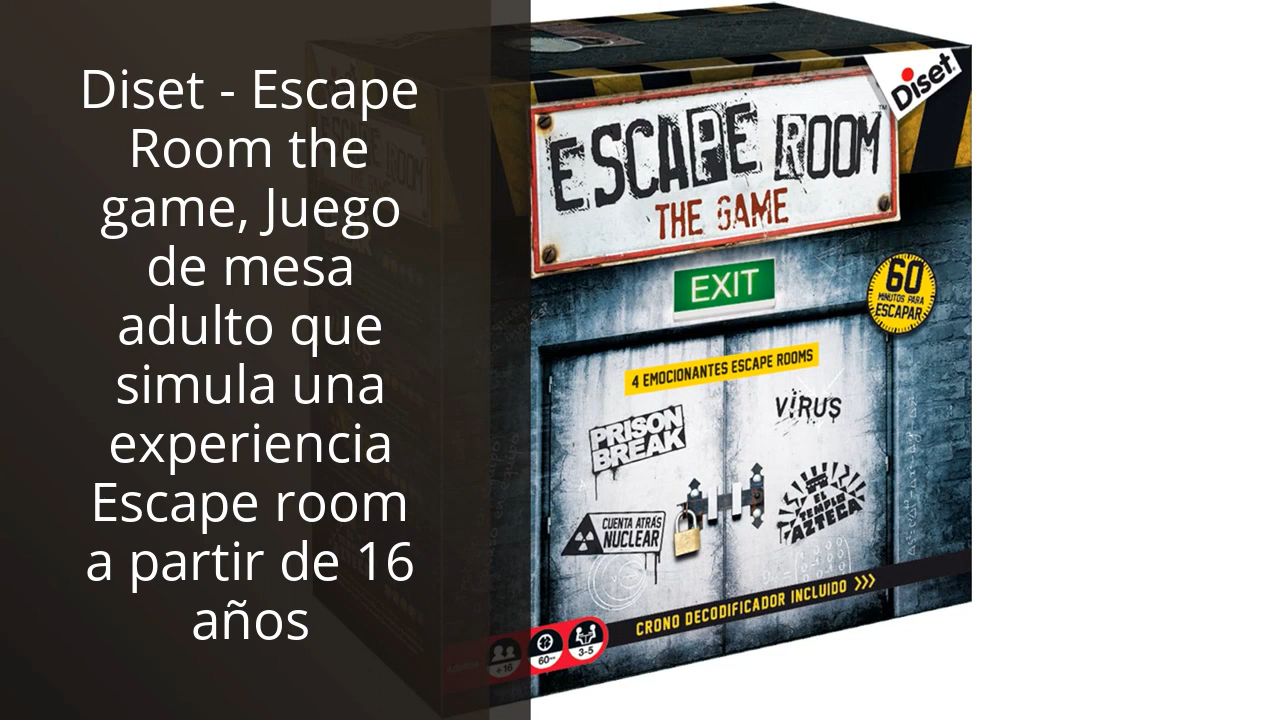 Diset - Escape
Room the
game, Juego
de mesa
adulto que
simula una
experiencia
Escape room
a partir de 16
años
Diset
ESCAPE ROOM
THE GAME
EXIT
60
MINUTOS PARA
ESCAPAR
4 EMOCIONANTES ESCAPE ROOMS
PRISON
BREAK
VIRUS
CUENTA ATRÁS
NUCLEAR
EL
TEMPLO
AZTECA
CRONO DECODIFICADOR INCLUIDO >>>
+16
60
3-5